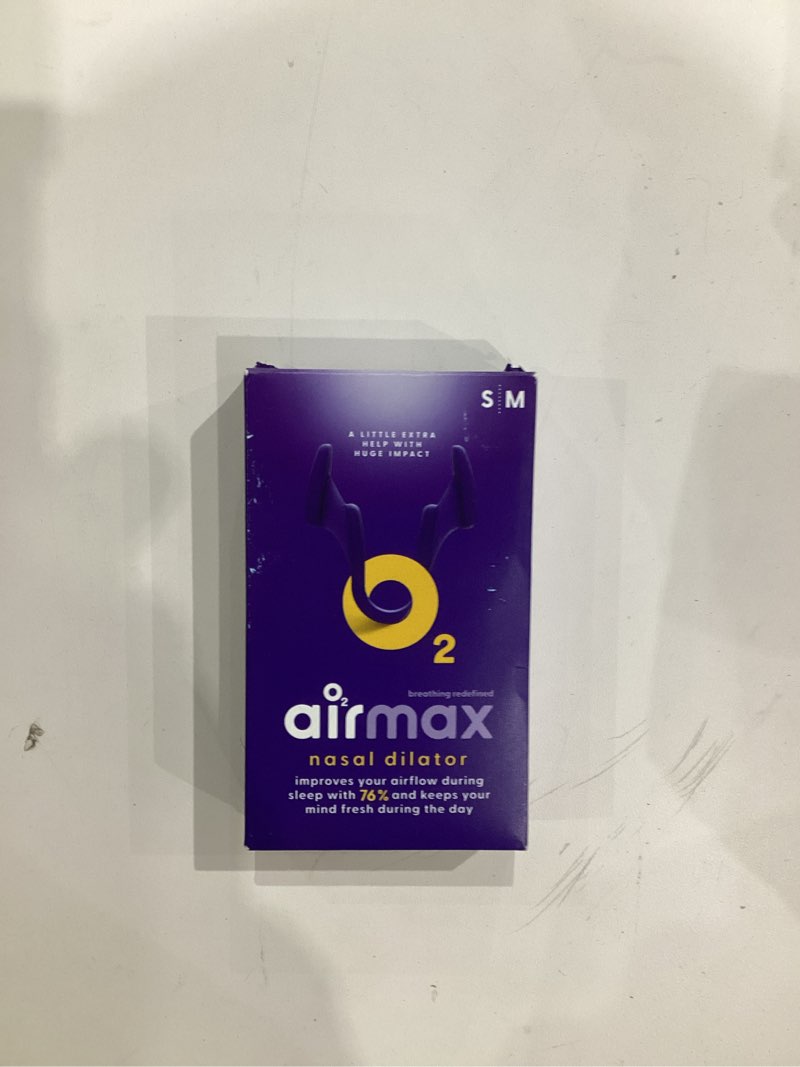 S M
A LITTLE EXTRA
HELP WITH
HUGE IMPACT
O2
breathing redefined
O2
airmax
nasal dilator
improves your airflow during
sleep with 76% and keeps your
mind fresh during the day